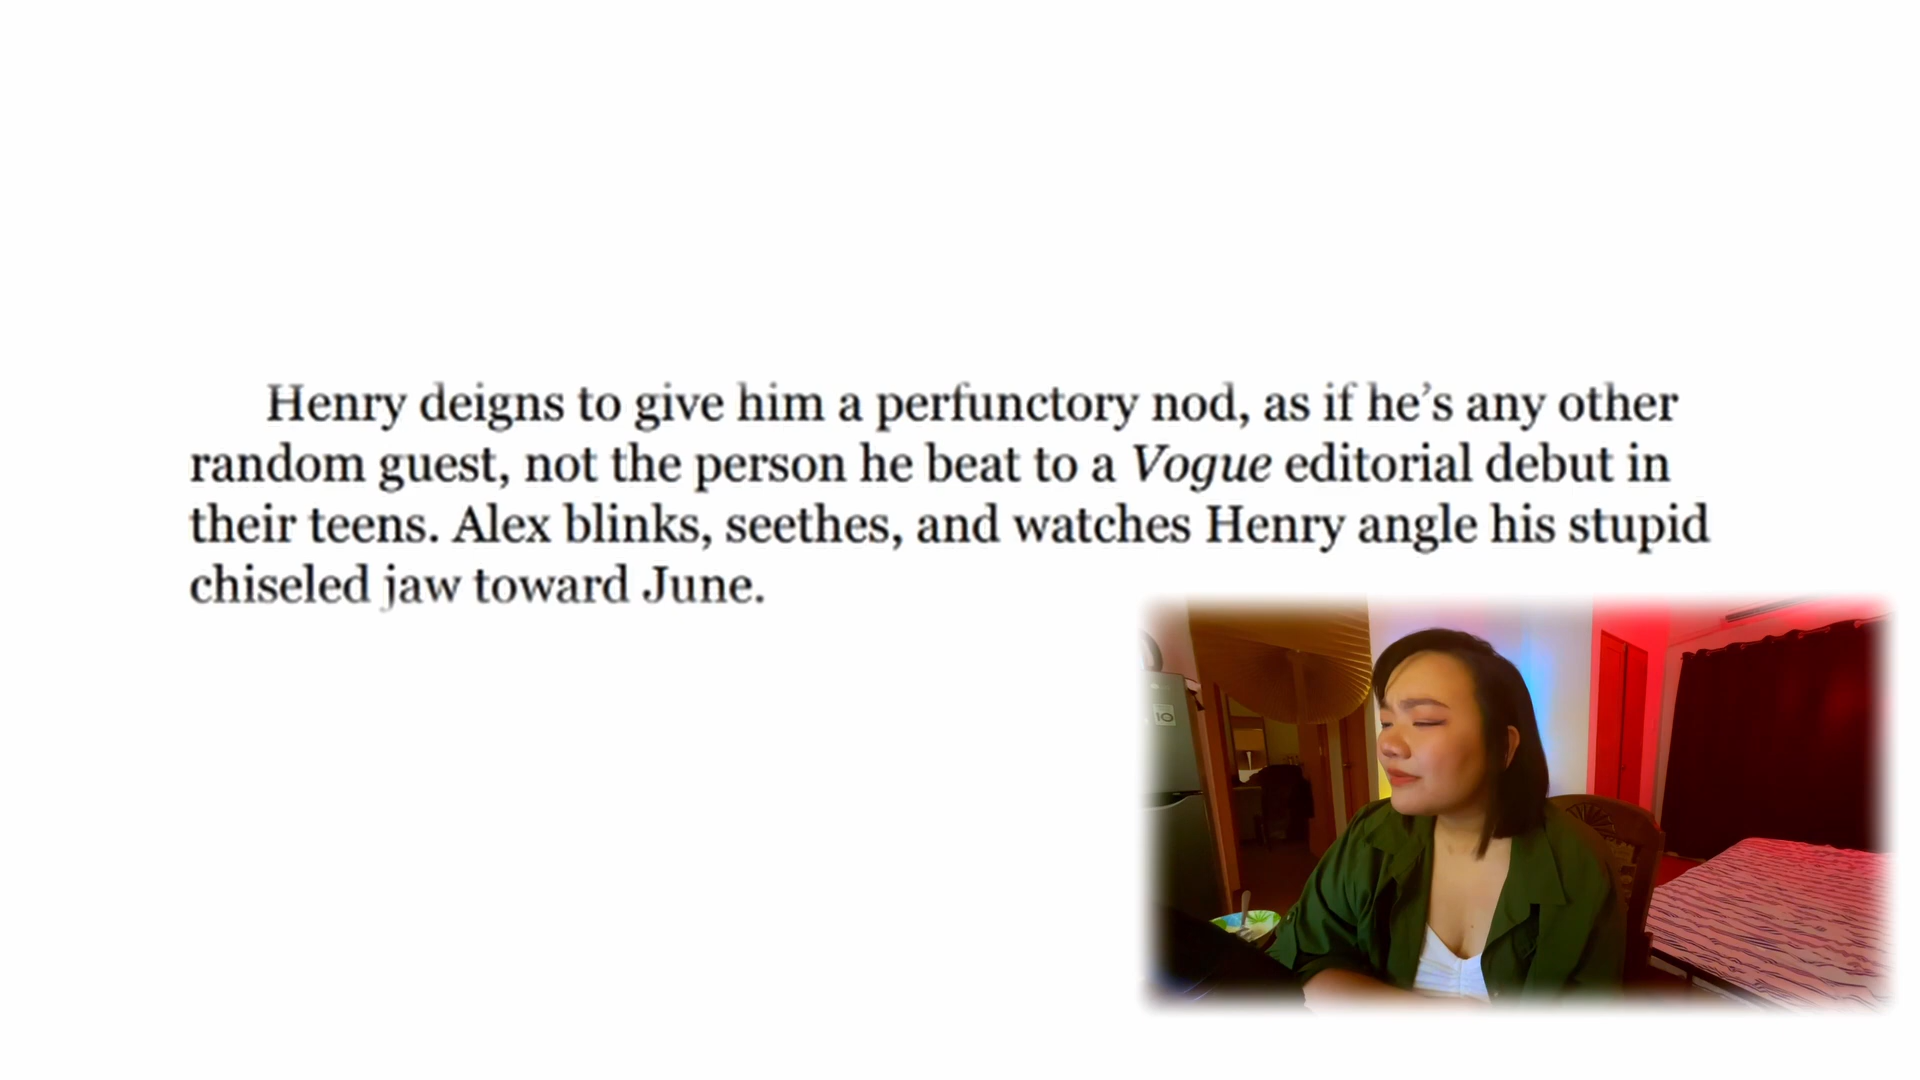 Henry deigns to give him a perfunctory nod, as if he’s any other
random guest, not the person he beat to a Vogue editorial debut in
their teens. Alex blinks, seethes, and watches Henry angle his stupid
chiseled jaw toward June.
10